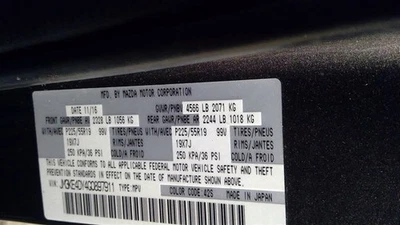 MFD. BY MAZDA MOTOR CORPORATION
DATE 11/16 GVWR/PNBV 4566 LB 2071 KG
FRONT GAWR/PNBE AR 2328 LB 1056 KG REAR GAWR/PNBE AR 2244 LB 1018 KG
WITH/AVEC P225/55R19 99V TIRES/PNEUS WITH/AVEC P225/55R19 99V TIRES/PNEUS
19X7J RIMS/JANTES 19X7J RIMS/JANTES
250 KPA/36 PSI COLD/A FROID 250 KPA/36 PSI COLD/A FROID
THIS VEHICLE CONFORMS TO ALL APPLICABLE FEDERAL MOTOR VEHICLE SAFETY AND THEFT
PREVENTION STANDARDS IN EFFECT ON THE DATE OF MANUFACTURE SHOWN ABOVE.
VIN: TYPE: MPV COLOR CODE 42S MADE IN JAPAN